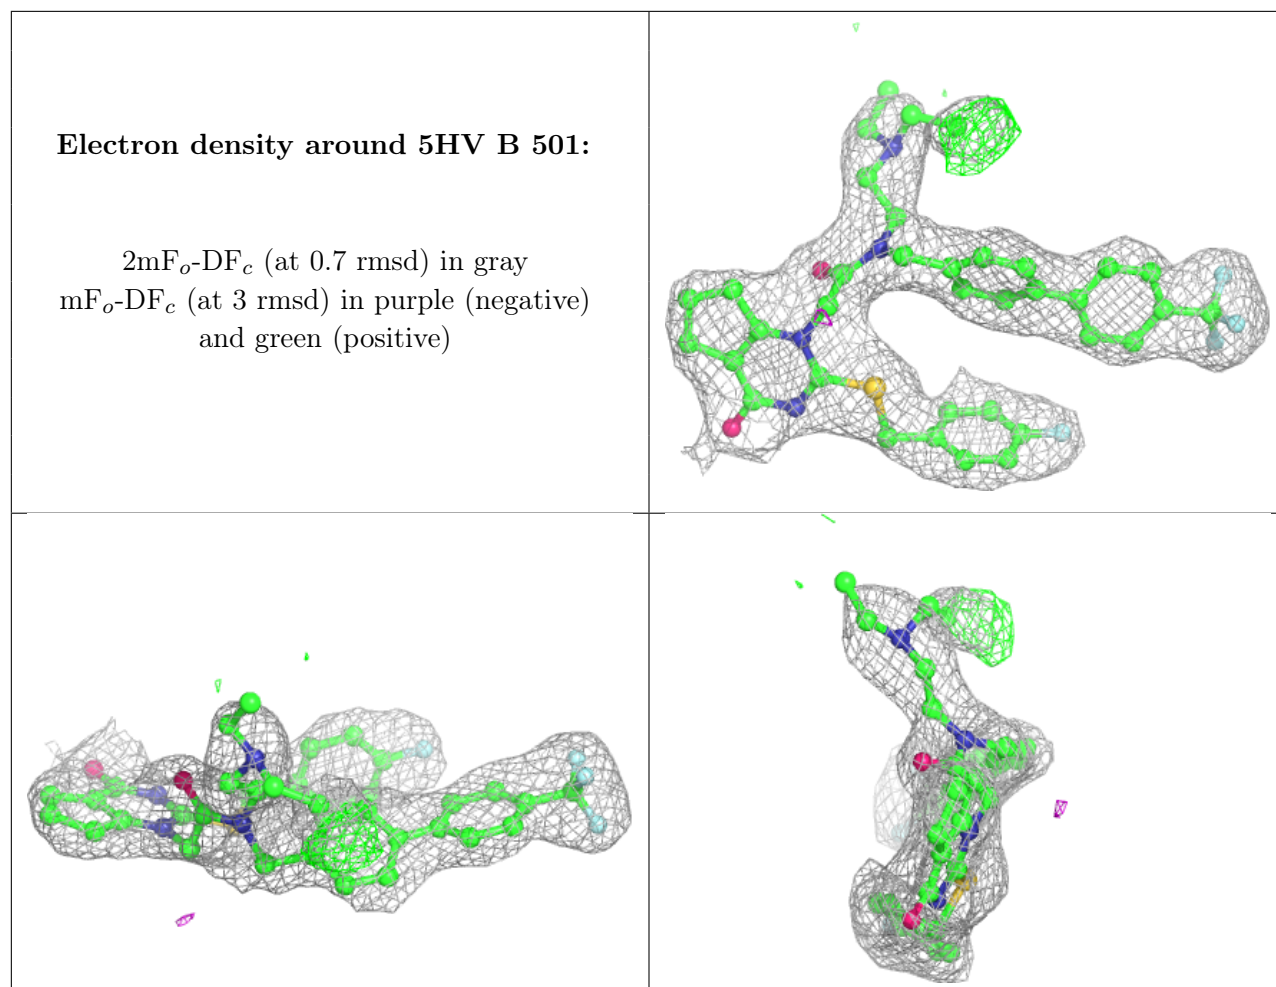 Electron density around 5HV B 501:
2mFo-DFc (at 0.7 rmsd) in gray
mFo-DFc (at 3 rmsd) in purple (negative)
and green (positive)